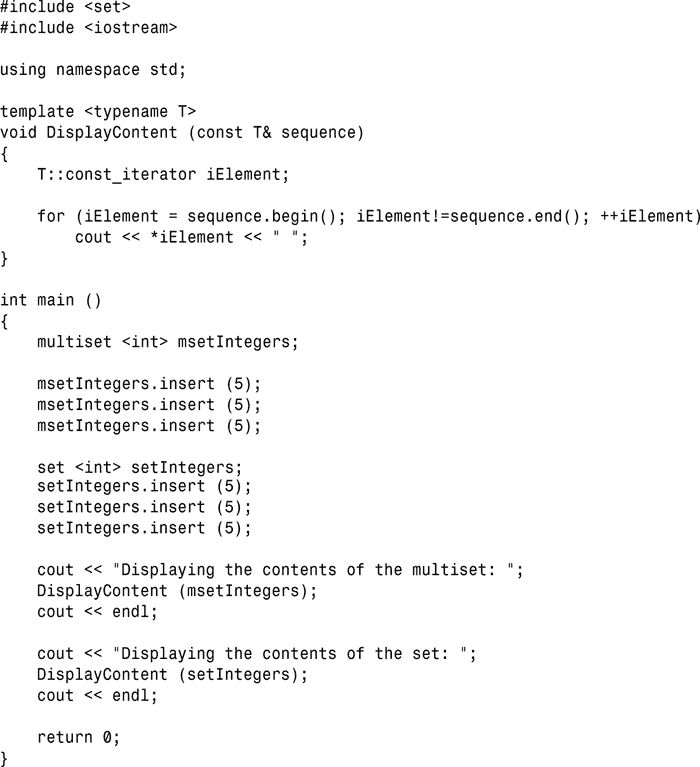 #include <set>
#include <iostream>

using namespace std;

template <typename T>
void DisplayContent (const T& sequence)
{
    T::const_iterator iElement;

    for (iElement = sequence.begin(); iElement!=sequence.end(); ++iElement)
        cout << *iElement << " ";
}

int main ()
{
    multiset <int> msetIntegers;

    msetIntegers.insert (5);
    msetIntegers.insert (5);
    msetIntegers.insert (5);

    set <int> setIntegers;
    setIntegers.insert (5);
    setIntegers.insert (5);
    setIntegers.insert (5);

    cout << "Displaying the contents of the multiset: ";
    DisplayContent (msetIntegers);
    cout << endl;

    cout << "Displaying the contents of the set: ";
    DisplayContent (setIntegers);
    cout << endl;

    return 0;
}